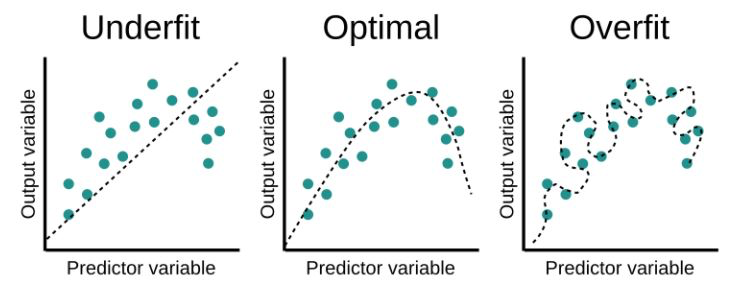 Underfit
Optimal
Overfit
Output variable
Predictor variable
Output variable
Predictor variable
Output variable
Predictor variable